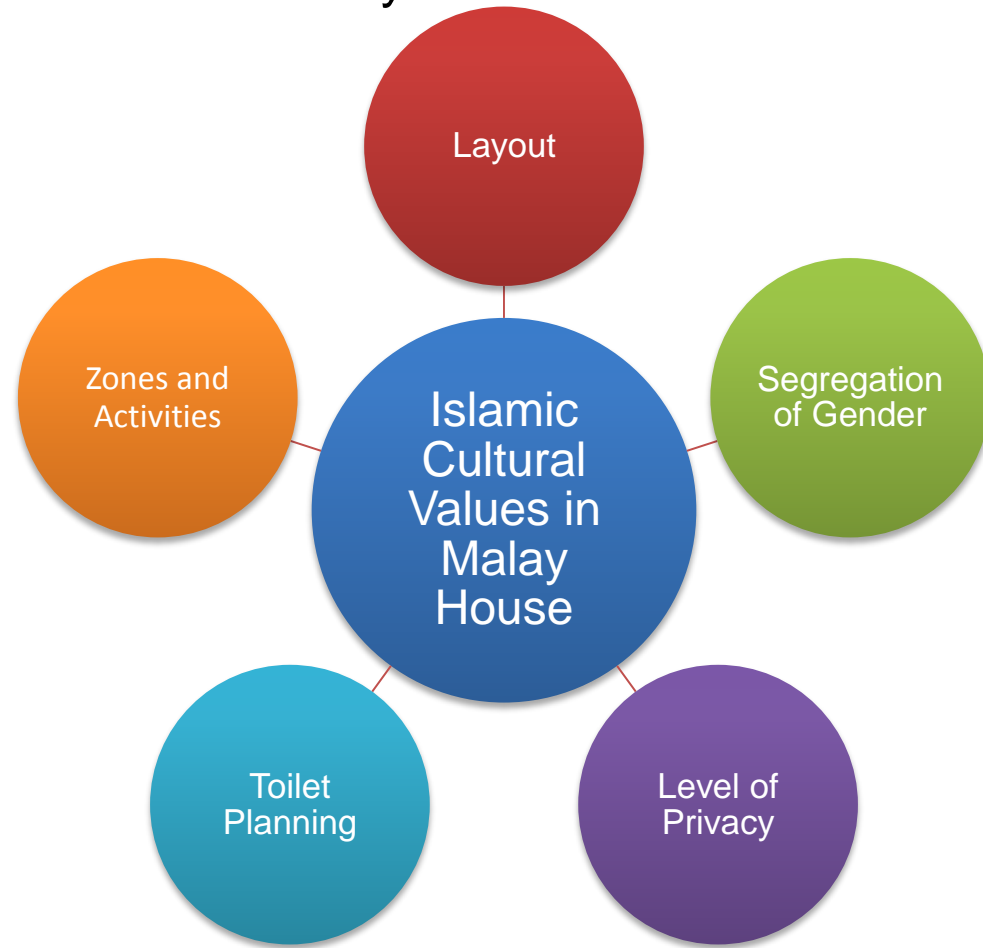 Layout
Segregation
of Gender
Level of
Privacy
Toilet
Planning
Zones and
Activities
Islamic
Cultural
Values in
Malay
House